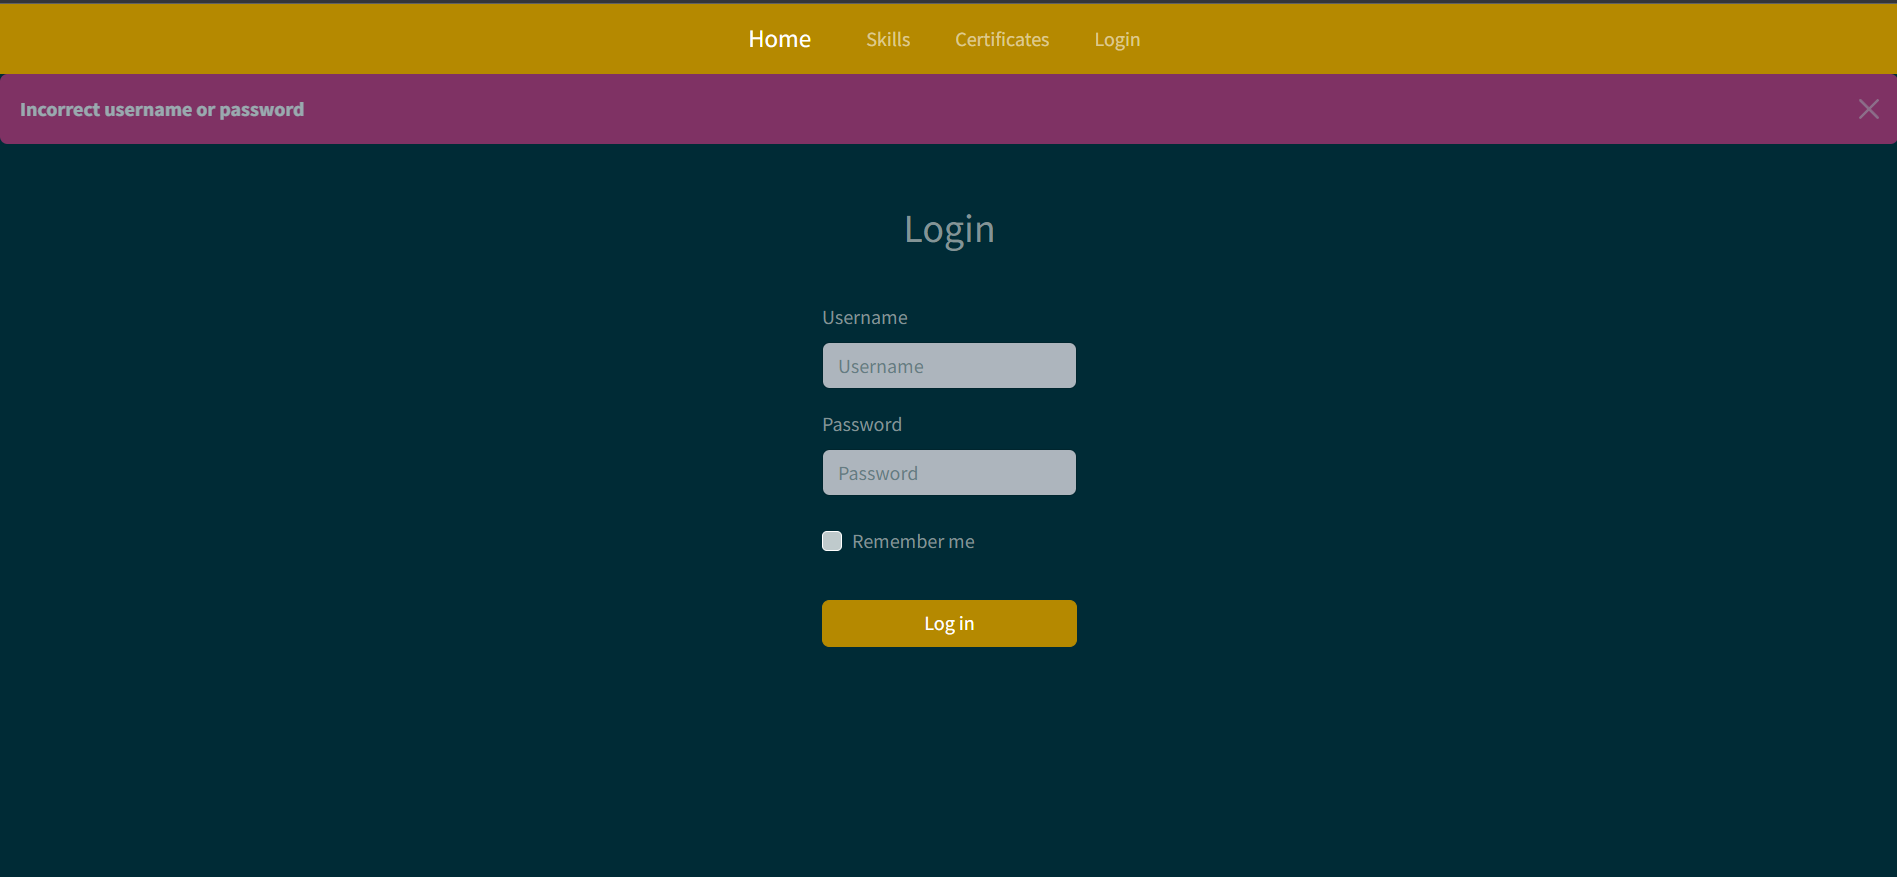 Home Skills Certificates Login
Incorrect username or password
Login
Username
Username
Password
Password
Remember me
Log in